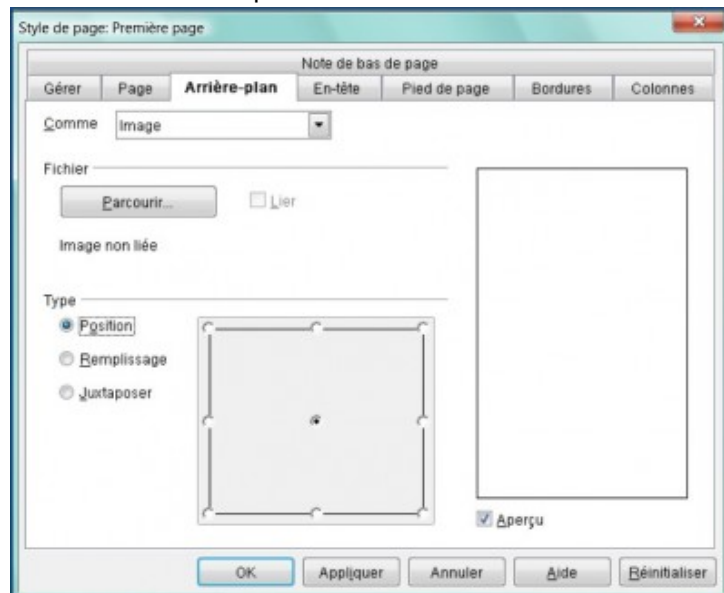 Style de page: Première page
Note de bas de page
Gérer Page Arrière-plan En-tête Pied de page Bordures Colonnes
Comme Image
Fichier
Parcourir... Lier
Image non liée
Type
Position
Remplissage
Juxtaposer
Aperçu
OK Appliquer Annuler Aide Réinitialiser